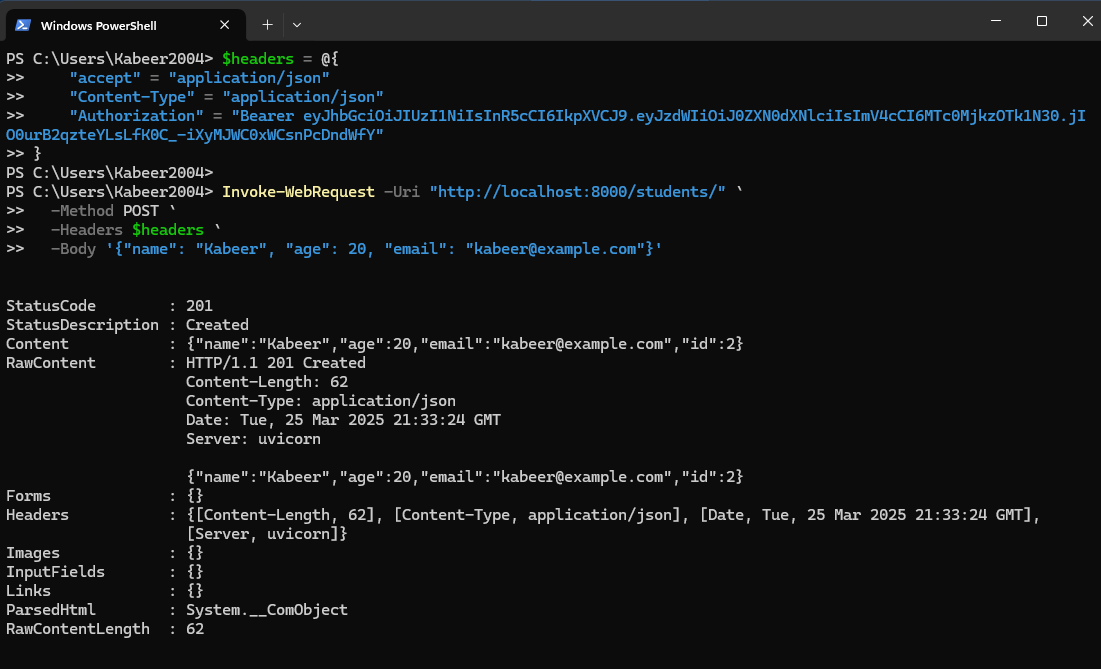 Windows PowerShell
PS C:\Users\Kabeer2004> $headers = @{
>>     "accept" = "application/json"
>>     "Content-Type" = "application/json"
>>     "Authorization" = "Bearer eyJhbGciOiJIUzI1NiIsInR5cCI6IkpXVCJ9.eyJzdWIiOiJ0ZXN0dXNlciIsImV4cCI6MTc0MjkzOTk1N30.jI
O0urB2qzteYLsLfK0C_-iXyMJWC0xWCsnPcDndWfY"
>> }
PS C:\Users\Kabeer2004>
PS C:\Users\Kabeer2004> Invoke-WebRequest -Uri "http://localhost:8000/students/" `
>>   -Method POST `
>>   -Headers $headers `
>>   -Body '{"name": "Kabeer", "age": 20, "email": "kabeer@example.com"}'
StatusCode        : 201
StatusDescription : Created
Content           : {"name":"Kabeer","age":20,"email":"kabeer@example.com","id":2}
RawContent        : HTTP/1.1 201 Created
                    Content-Length: 62
                    Content-Type: application/json
                    Date: Tue, 25 Mar 2025 21:33:24 GMT
                    Server: uvicorn
                    {"name":"Kabeer","age":20,"email":"kabeer@example.com","id":2}
Forms             : {}
Headers           : {[Content-Length, 62], [Content-Type, application/json], [Date, Tue, 25 Mar 2025 21:33:24 GMT],
                    [Server, uvicorn]}
Images            : {}
InputFields       : {}
Links             : {}
ParsedHtml        : System.__ComObject
RawContentLength  : 62